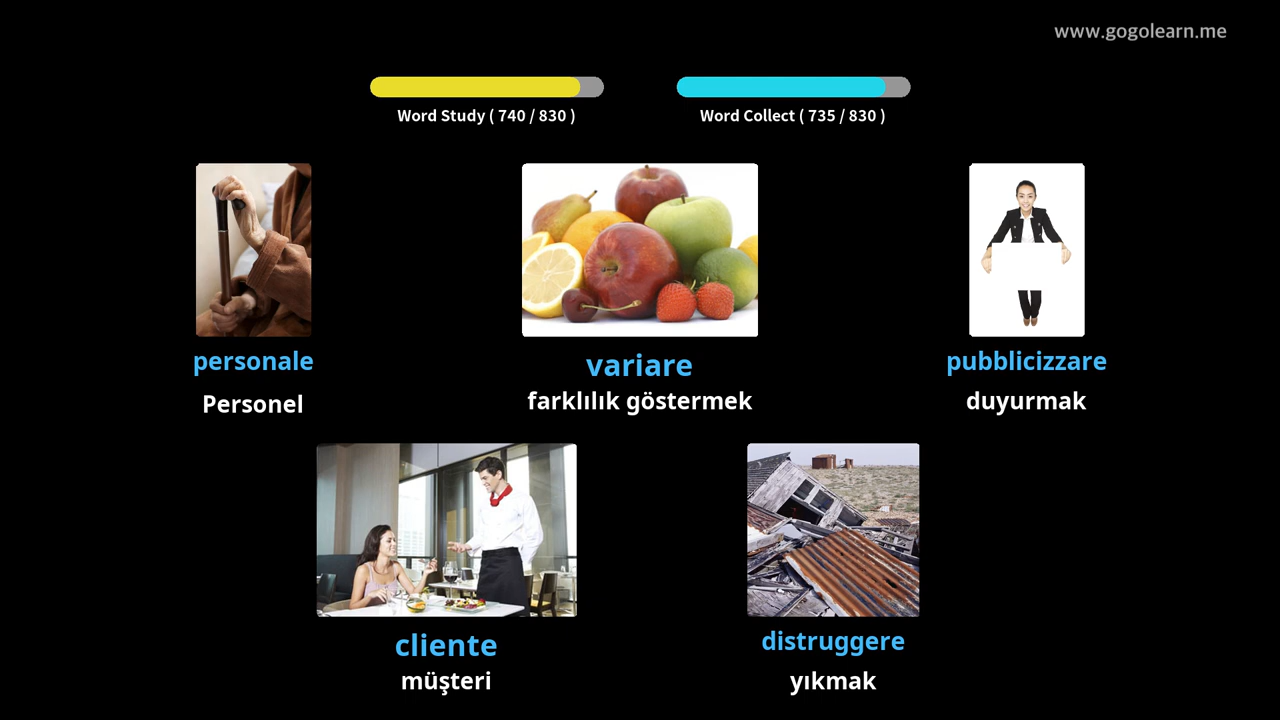 www.gogolearn.me
Word Study ( 740 / 830 )
Word Collect ( 735 / 830 )
personale
Personel
variare
farklılık göstermek
pubblicizzare
duyurmak
cliente
müşteri
distruggere
yıkmak